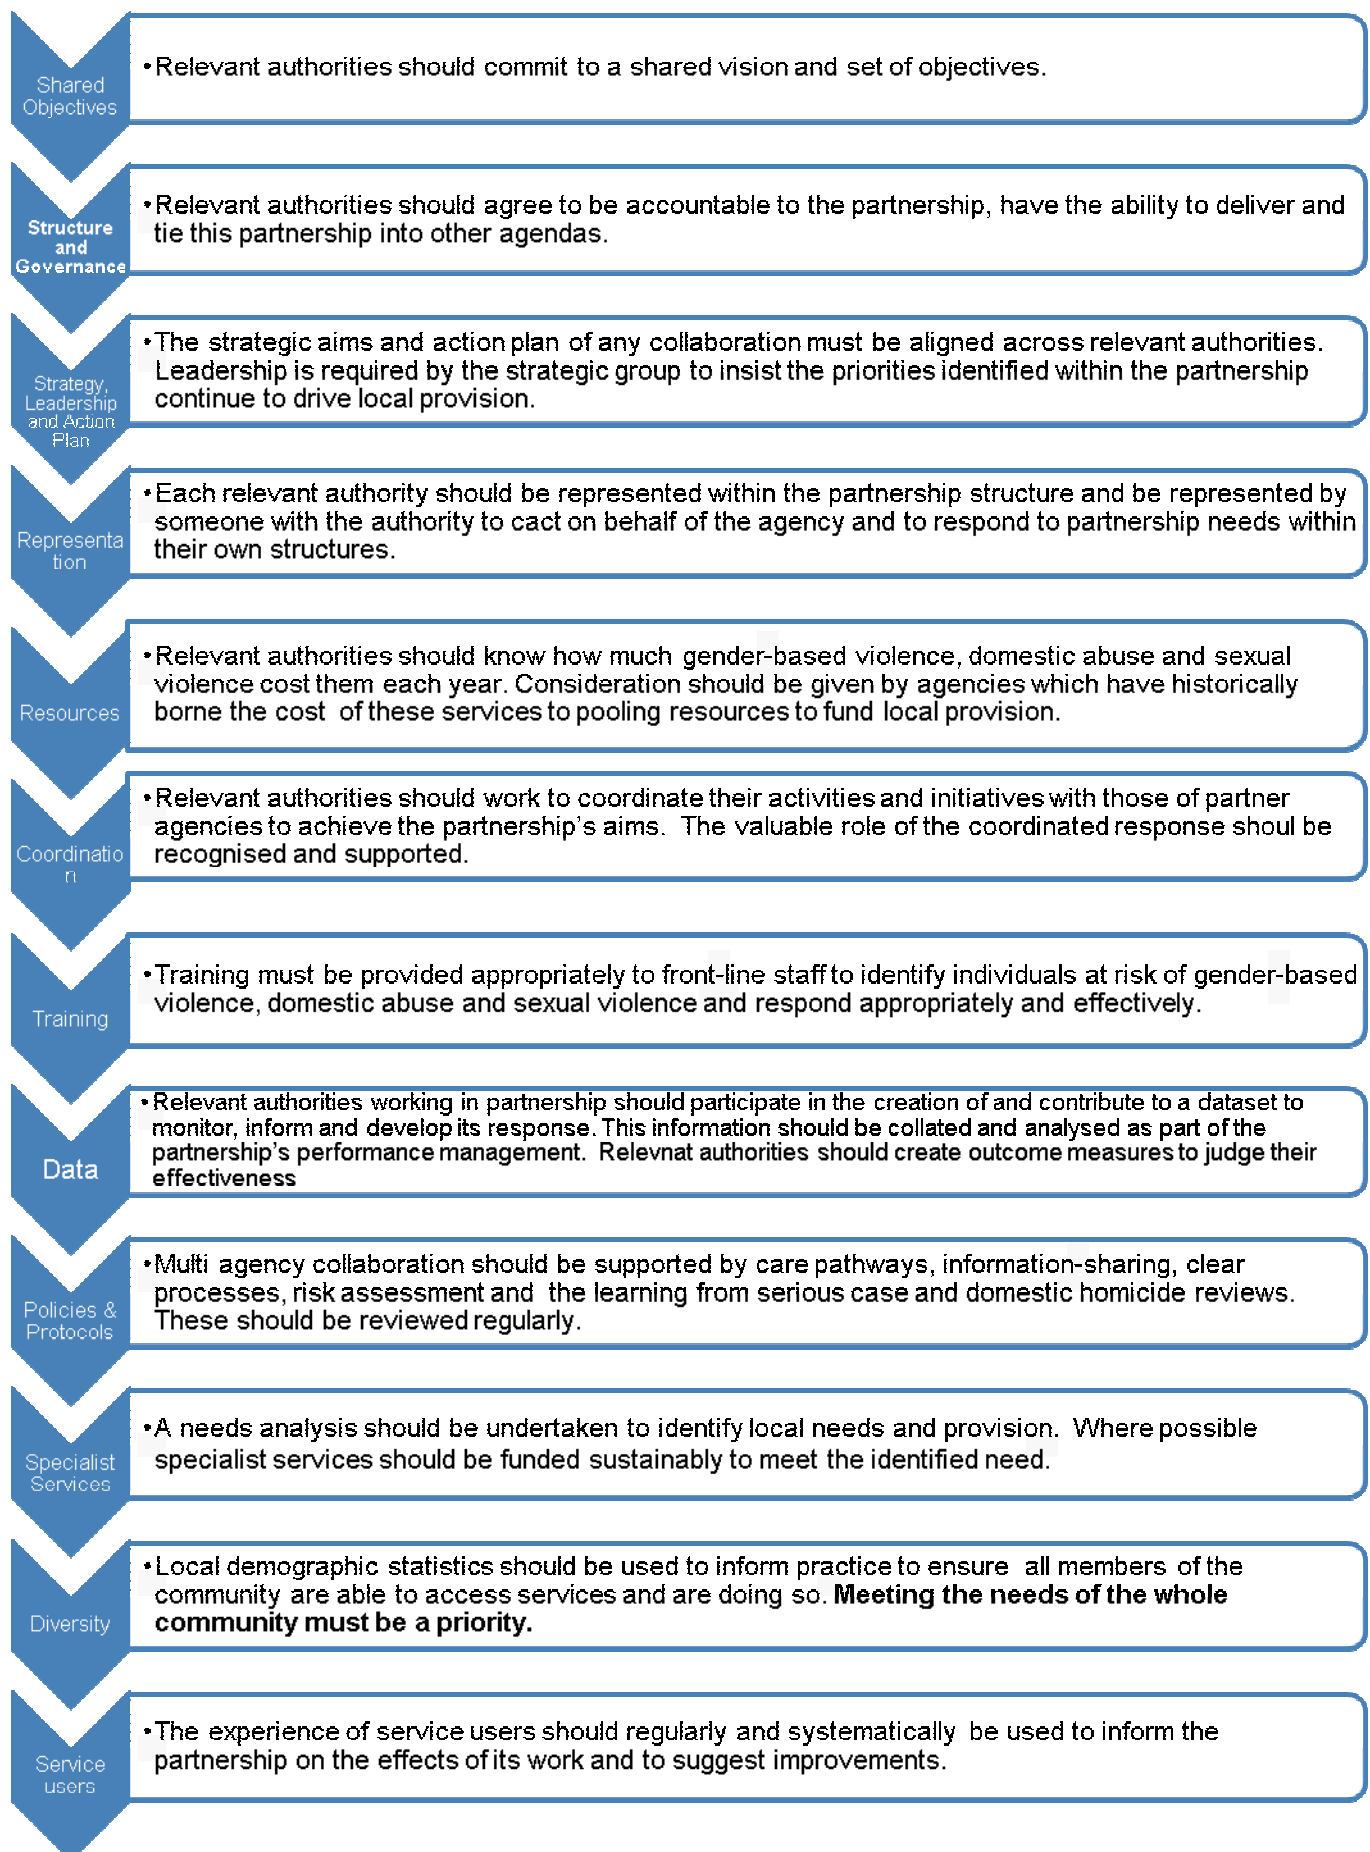 Shared
Objectives
•Relevant authorities should commit to a shared vision and set of objectives.
Structure
and
Governance
•Relevant authorities should agree to be accountable to the partnership, have the ability to deliver and
tie this partnership into other agendas.
Strategy,
Leadership
and Action
Plan
•The strategic aims and action plan of any collaboration must be aligned across relevant authorities.
Leadership is required by the strategic group to insist the priorities identified within the partnership
continue to drive local provision.
Representa
tion
•Each relevant authority should be represented within the partnership structure and be represented by
someone with the authority to cact on behalf of the agency and to respond to partnership needs within
their own structures.
Resources
•Relevant authorities should know how much gender-based violence, domestic abuse and sexual
violence cost them each year. Consideration should be given by agencies which have historically
borne the cost of these services to pooling resources to fund local provision.
Coordinatio
n
•Relevant authorities should work to coordinate their activities and initiatives with those of partner
agencies to achieve the partnership's aims. The valuable role of the coordinated response shoul be
recognised and supported.
Training
•Training must be provided appropriately to front-line staff to identify individuals at risk of gender-based
violence, domestic abuse and sexual violence and respond appropriately and effectively.
Data
•Relevant authorities working in partnership should participate in the creation of and contribute to a dataset to
monitor, inform and develop its response. This information should be collated and analysed as part of the
partnership's performance management. Relevnat authorities should create outcome measures to judge their
effectiveness
Policies &
Protocols
•Multi agency collaboration should be supported by care pathways, information-sharing, clear
processes, risk assessment and the learning from serious case and domestic homicide reviews.
These should be reviewed regularly.
Specialist
Services
•A needs analysis should be undertaken to identify local needs and provision. Where possible
specialist services should be funded sustainably to meet the identified need.
Diversity
•Local demographic statistics should be used to inform practice to ensure all members of the
community are able to access services and are doing so. Meeting the needs of the whole
community must be a priority.
Service
users
•The experience of service users should regularly and systematically be used to inform the
partnership on the effects of its work and to suggest improvements.